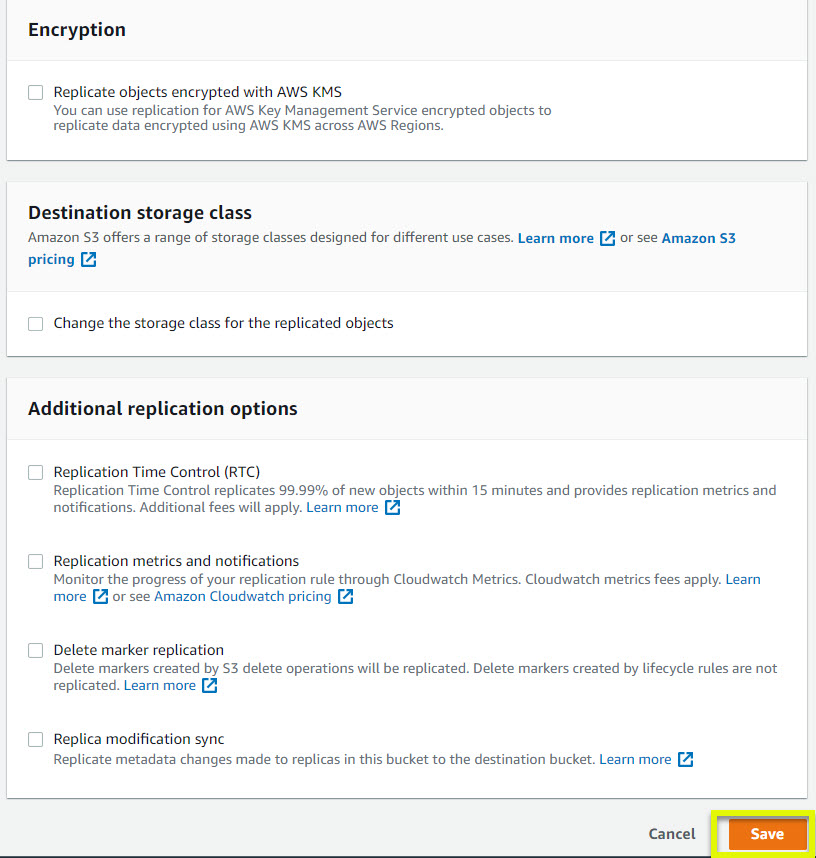 Encryption
Replicate objects encrypted with AWS KMS
You can use replication for AWS Key Management Service encrypted objects to
replicate data encrypted using AWS KMS across AWS Regions.
Destination storage class
Amazon S3 offers a range of storage classes designed for different use cases. Learn more or see Amazon S3
pricing
Change the storage class for the replicated objects
Additional replication options
Replication Time Control (RTC)
Replication Time Control replicates 99.99% of new objects within 15 minutes and provides replication metrics and
notifications. Additional fees will apply. Learn more
Replication metrics and notifications
Monitor the progress of your replication rule through Cloudwatch Metrics. Cloudwatch metrics fees apply. Learn
more or see Amazon Cloudwatch pricing
Delete marker replication
Delete markers created by S3 delete operations will be replicated. Delete markers created by lifecycle rules are not
replicated. Learn more
Replica modification sync
Replicate metadata changes made to replicas in this bucket to the destination bucket. Learn more
Cancel Save